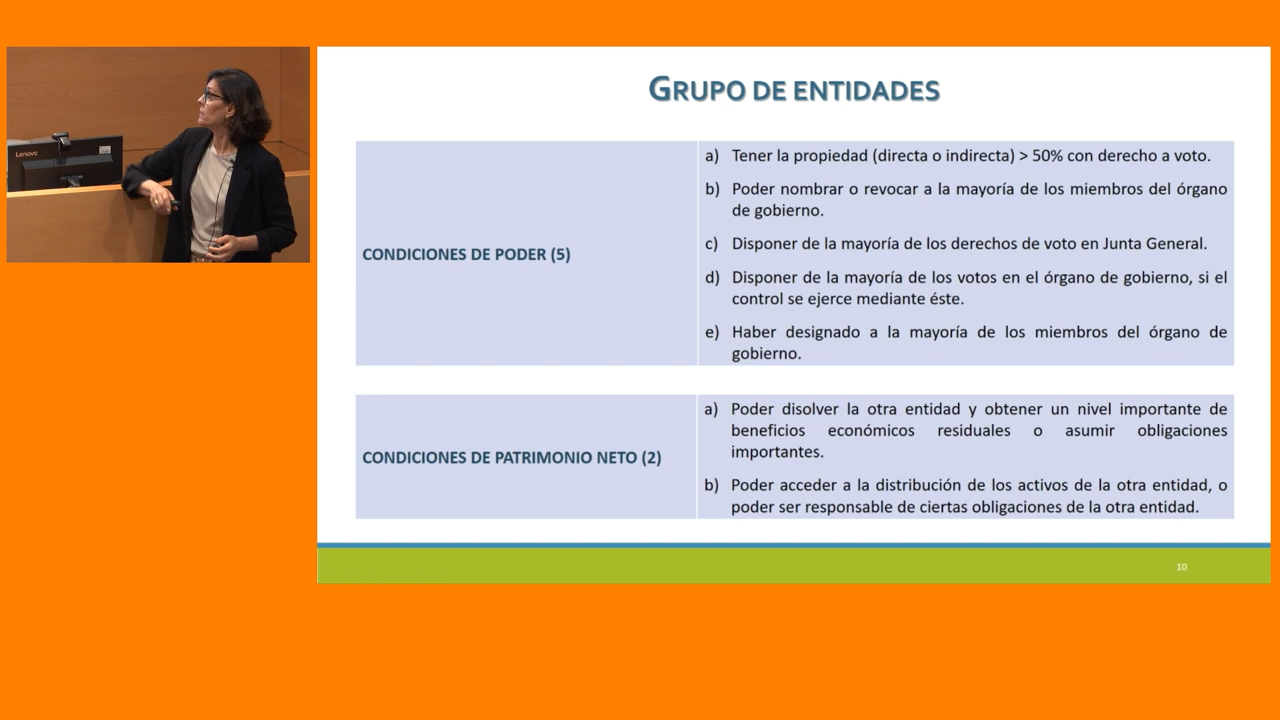 Lenovo
GRUPO DE ENTIDADES
CONDICIONES DE PODER (5)
a) Tener la propiedad (directa o indirecta) > 50% con derecho a voto.
b) Poder nombrar o revocar a la mayoría de los miembros del órgano
de gobierno.
c) Disponer de la mayoría de los derechos de voto en Junta General.
d) Disponer de la mayoría de los votos en el órgano de gobierno, si el
control se ejerce mediante éste.
e) Haber designado a la mayoría de los miembros del órgano de
gobierno.
CONDICIONES DE PATRIMONIO NETO (2)
a) Poder disolver la otra entidad y obtener un nivel importante de
beneficios económicos residuales o asumir obligaciones
importantes.
b) Poder acceder a la distribución de los activos de la otra entidad, o
poder ser responsable de ciertas obligaciones de la otra entidad.
10